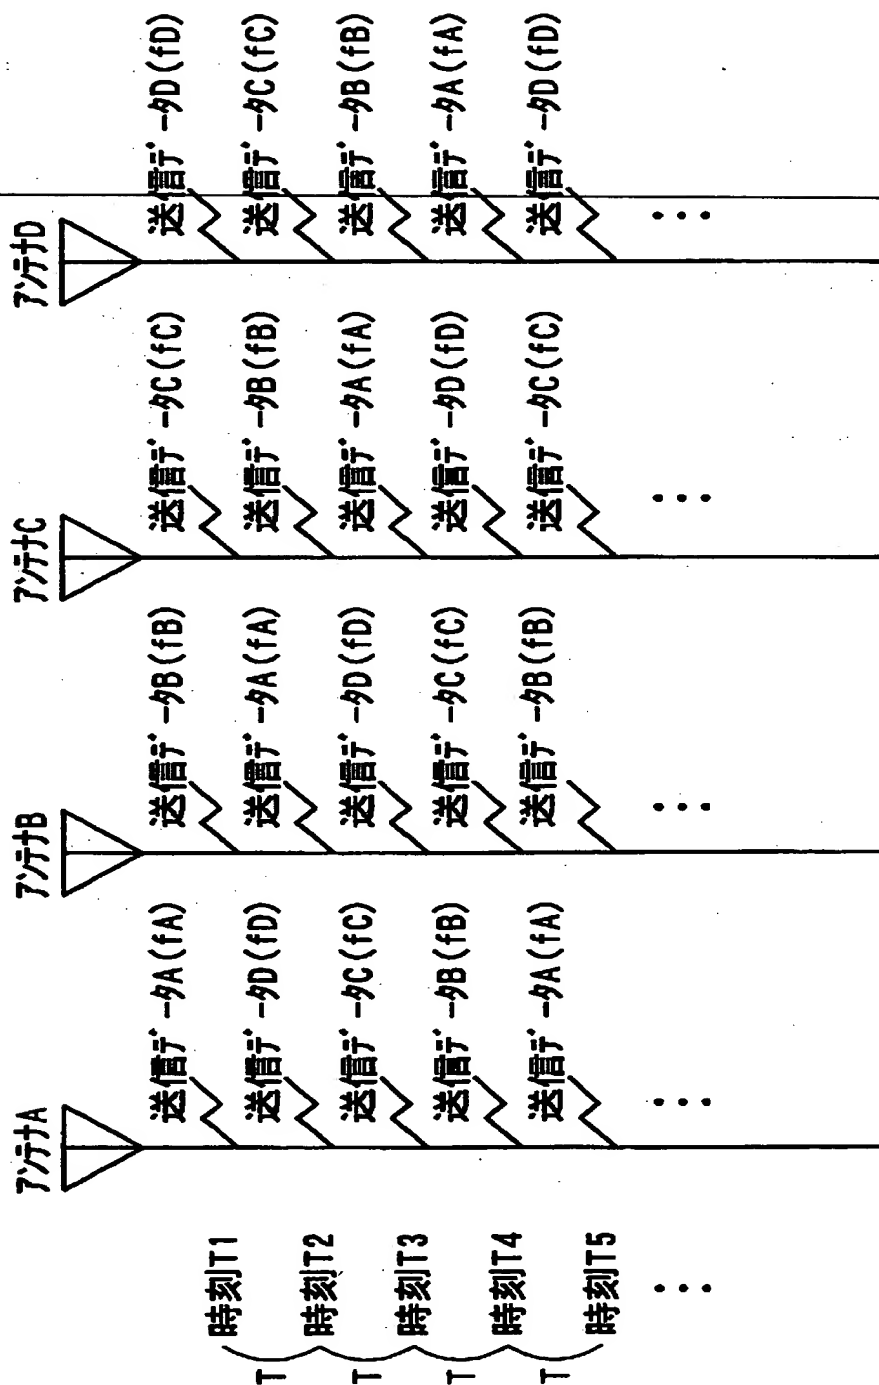 アンテナA
送信データA(fA)
送信データD(fD)
送信データC(fC)
送信データB(fB)
送信データA(fA)
・・・
アンテナB
送信データB(fB)
送信データA(fA)
送信データD(fD)
送信データC(fC)
送信データB(fB)
・・・
アンテナC
送信データC(fC)
送信データB(fB)
送信データA(fA)
送信データD(fD)
送信データC(fC)
・・・
アンテナD
送信データD(fD)
送信データC(fC)
送信データB(fB)
送信データA(fA)
送信データD(fD)
・・・
時刻T1
時刻T2
時刻T3
時刻T4
時刻T5
・・・
T
T
T
T